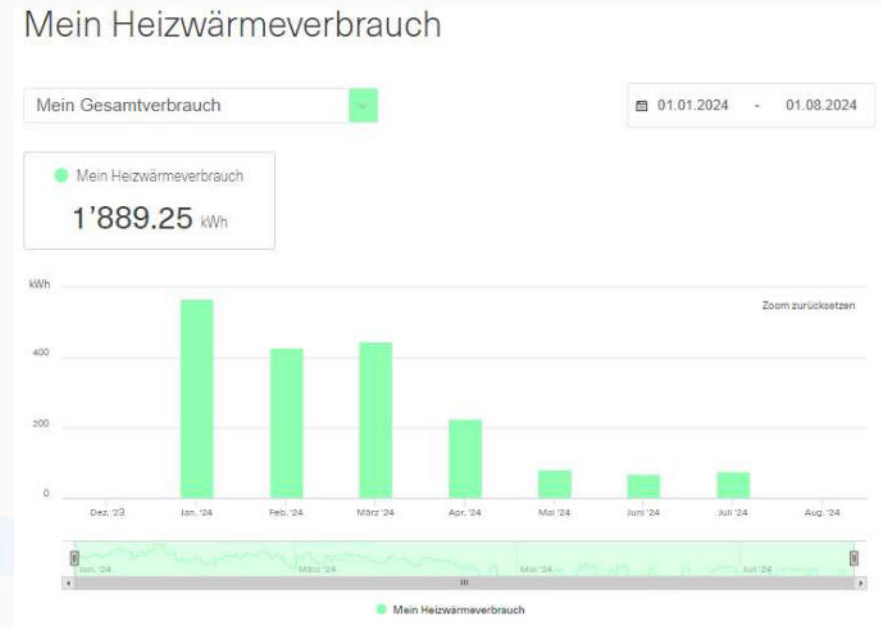 Mein Heizwärmeverbrauch
Mein Gesamtverbrauch
01.01.2024 - 01.08.2024
Mein Heizwärmeverbrauch
1’889.25 kWh
kWh
Zoom zurücksetzen
400
200
0
Dez. '23 Jan. '24 Feb. '24 März '24 Apr. '24 Mai '24 Juni '24 Juli '24 Aug. '24
Jan. '24 März '24 Mai '24 Juli '24
Mein Heizwärmeverbrauch